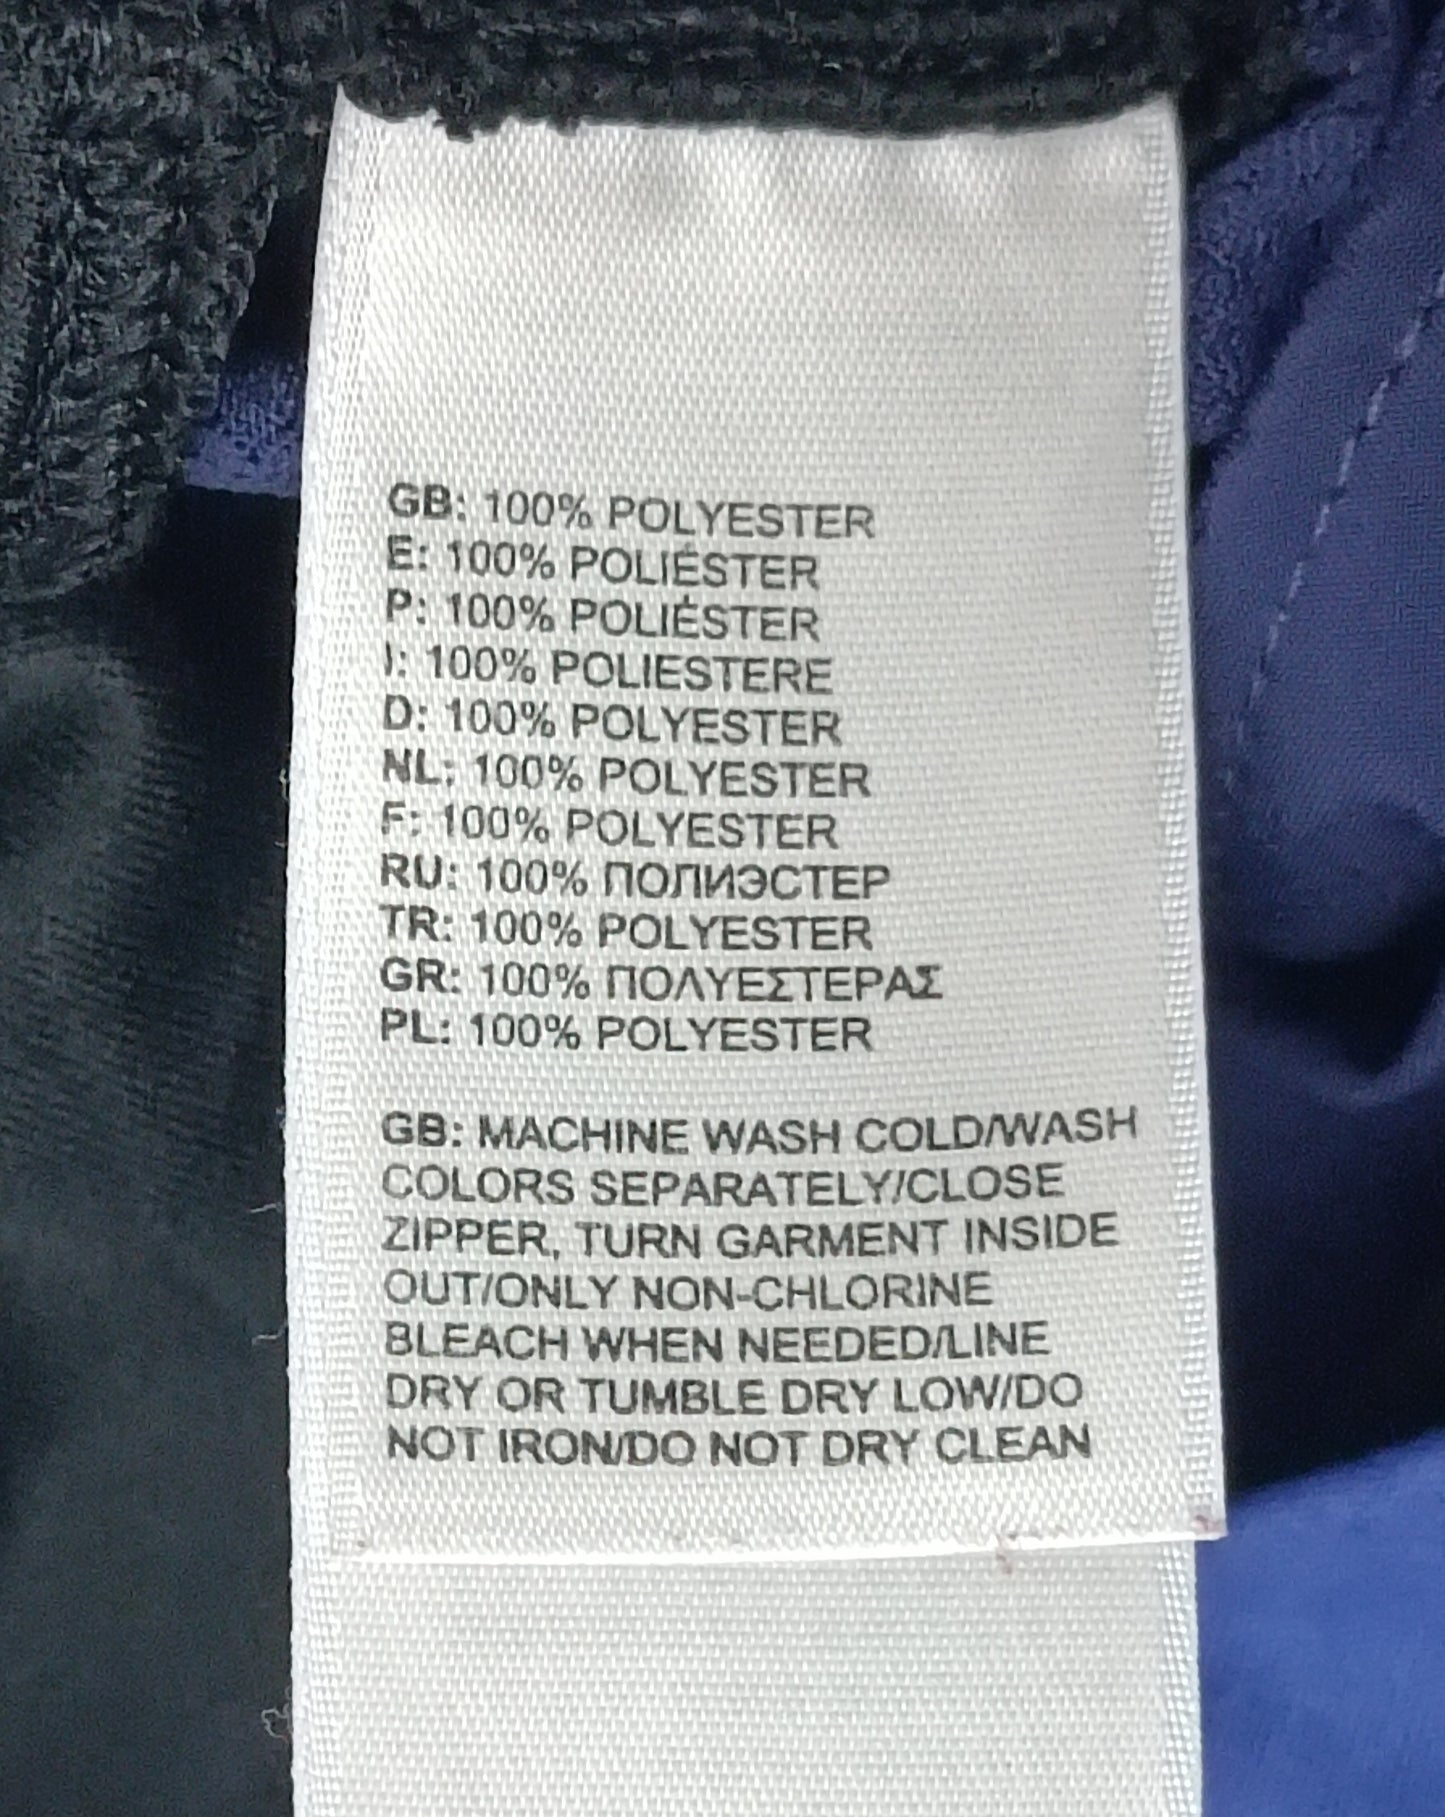 GB: 100% POLYESTER
E: 100% POLIÉSTER
P: 100% POLIÉSTER
I: 100% POLIESTERE
D: 100% POLYESTER
NL: 100% POLYESTER
F: 100% POLYESTER
RU: 100% ПОЛИЭСТЕР
TR: 100% POLYESTER
GR: 100% ΠΟΛΥΕΣΤΕΡΑΣ
PL: 100% POLYESTER
GB: MACHINE WASH COLD/WASH
COLORS SEPARATELY/CLOSE
ZIPPER, TURN GARMENT INSIDE
OUT/ONLY NON-CHLORINE
BLEACH WHEN NEEDED/LINE
DRY OR TUMBLE DRY LOW/DO
NOT IRON/DO NOT DRY CLEAN